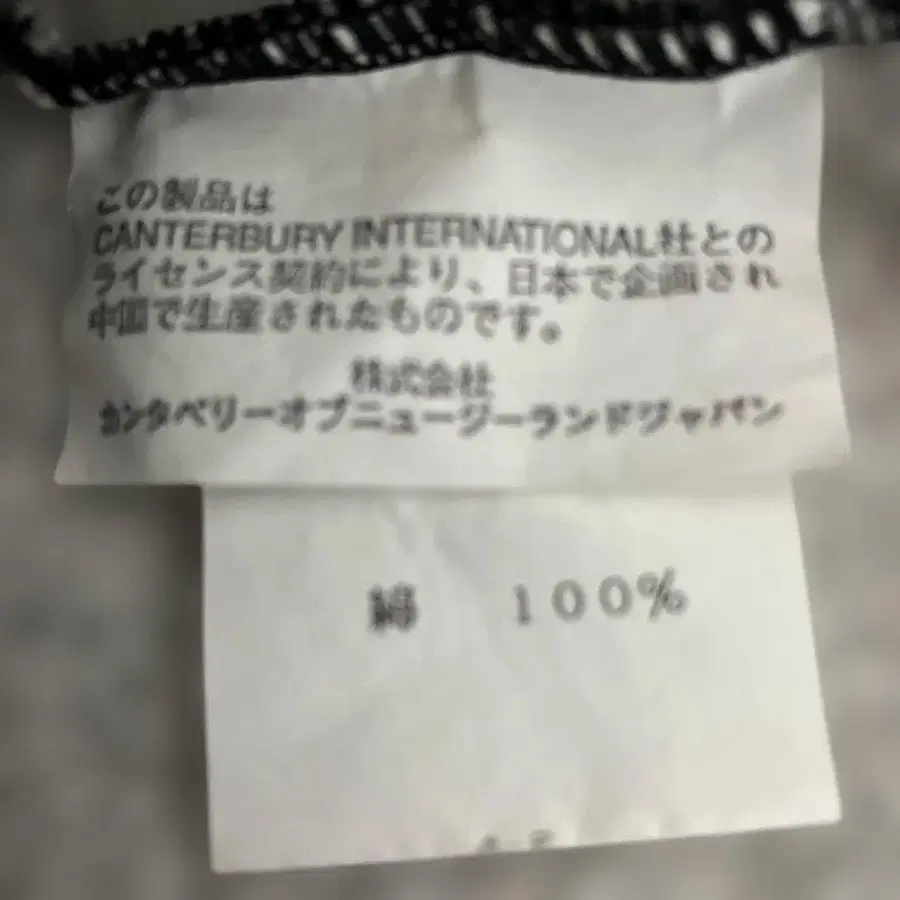 この製品は
CANTERBURY INTERNATIONAL社との
ライセンス契約により、日本で企画され
中国で生産されたものです。
株式会社
カンタベリーオブニュージーランドジャパン
綿 100%